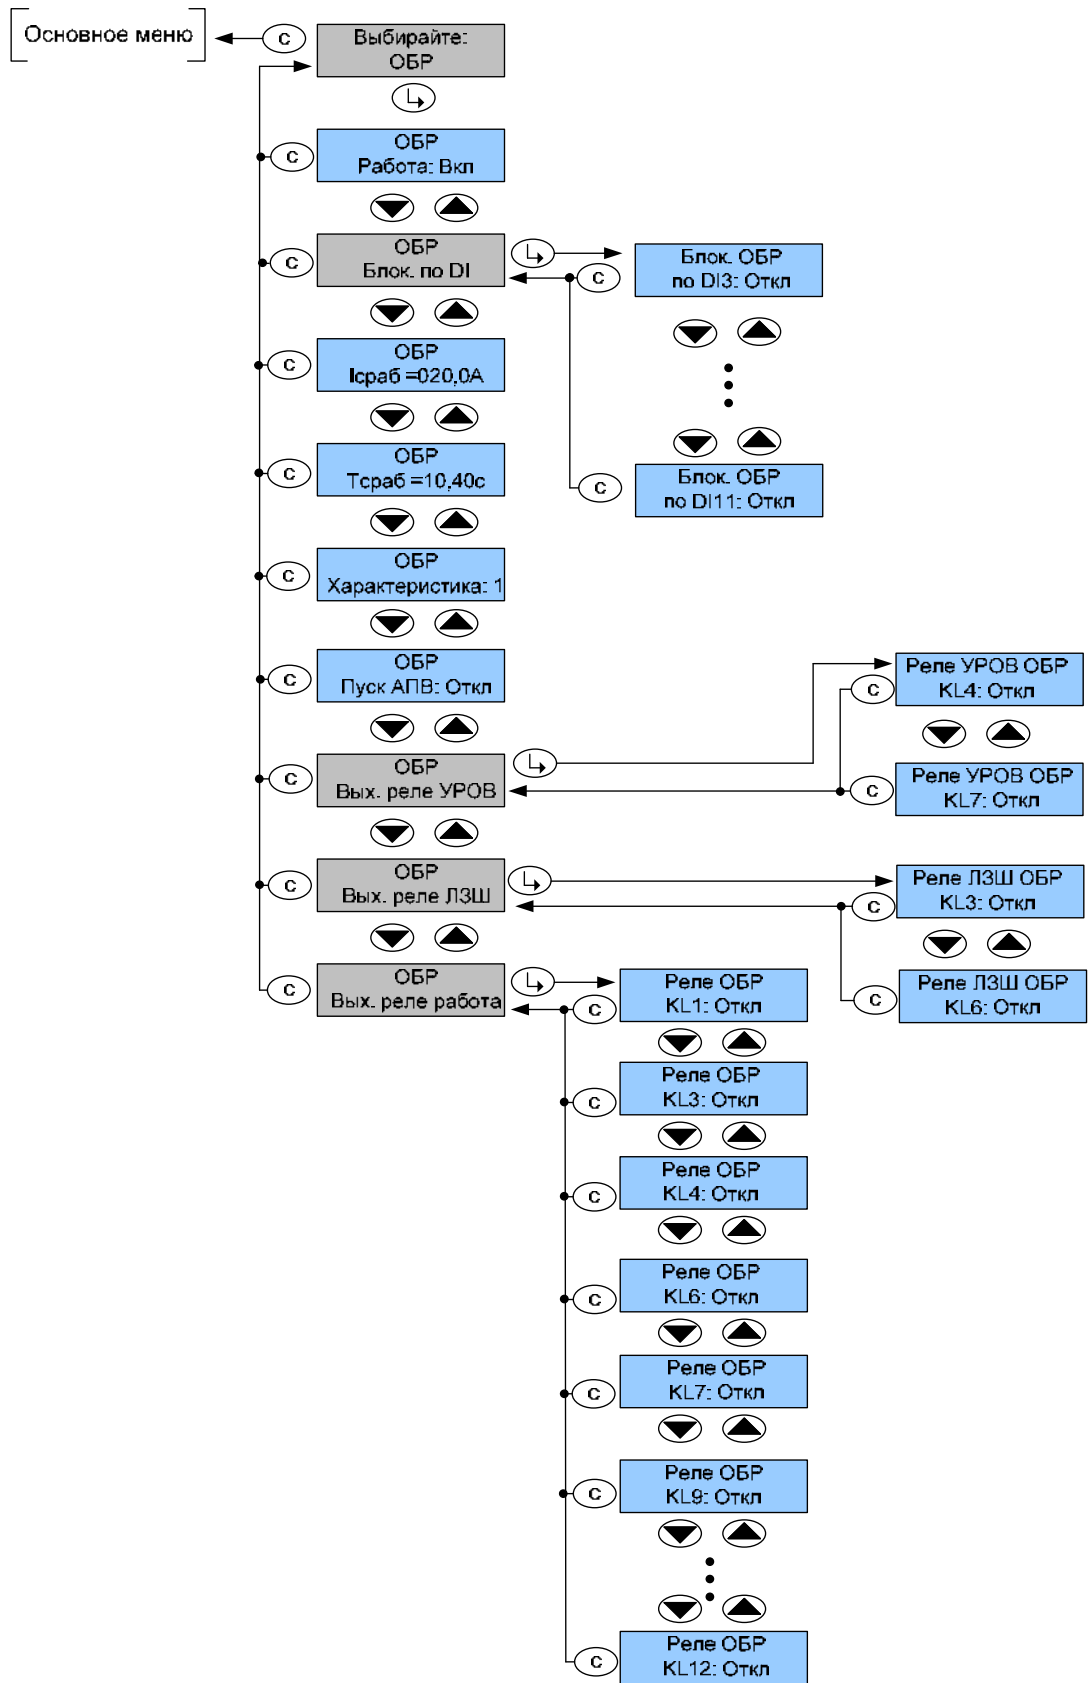 Основное меню
С
Выбирайте:
ОБР
С
ОБР
Работа: Вкл
С
ОБР
Блок. по DI
С
Блок. ОБР
по DI3: Откл
С
ОБР
Iсраб =020,0А
С
ОБР
Тсраб =10,40с
С
Блок. ОБР
по DI11: Откл
С
ОБР
Характеристика: 1
С
ОБР
Пуск АПВ: Откл
С
Реле УРОВ ОБР
KL4: Откл
С
ОБР
Вых. реле УРОВ
С
Реле УРОВ ОБР
KL7: Откл
С
ОБР
Вых. реле ЛЗШ
С
Реле ЛЗШ ОБР
KL3: Откл
С
ОБР
Вых. реле работа
С
Реле ОБР
KL1: Откл
С
Реле ЛЗШ ОБР
KL6: Откл
С
Реле ОБР
KL3: Откл
С
Реле ОБР
KL4: Откл
С
Реле ОБР
KL6: Откл
С
Реле ОБР
KL7: Откл
С
Реле ОБР
KL9: Откл
С
Реле ОБР
KL12: Откл